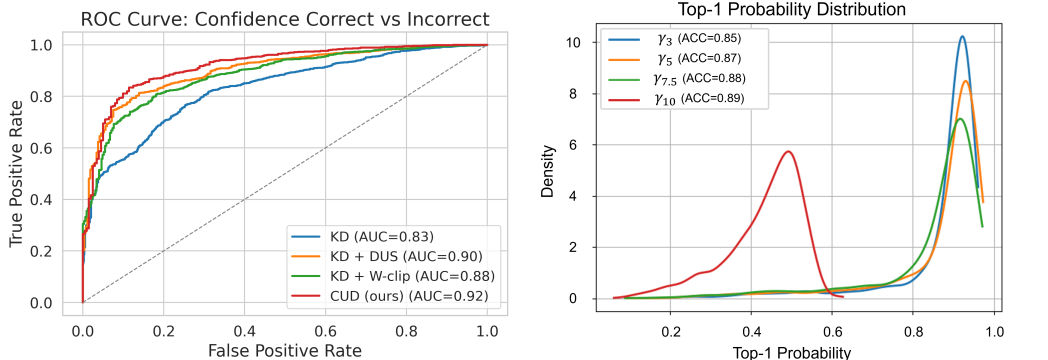 ROC Curve: Confidence Correct vs Incorrect
True Positive Rate
1.0
0.8
0.6
0.4
0.2
0.0
KD (AUC=0.83)
KD + DUS (AUC=0.90)
KD + W-clip (AUC=0.88)
CUD (ours) (AUC=0.92)
0.0 0.2 0.4 0.6 0.8 1.0
False Positive Rate
Top-1 Probability Distribution
Density
10
8
6
4
2
0
γ₃ (ACC=0.85)
γ₅ (ACC=0.87)
γ₇.₅ (ACC=0.88)
γ₁₀ (ACC=0.89)
0.2 0.4 0.6 0.8 1.0
Top-1 Probability